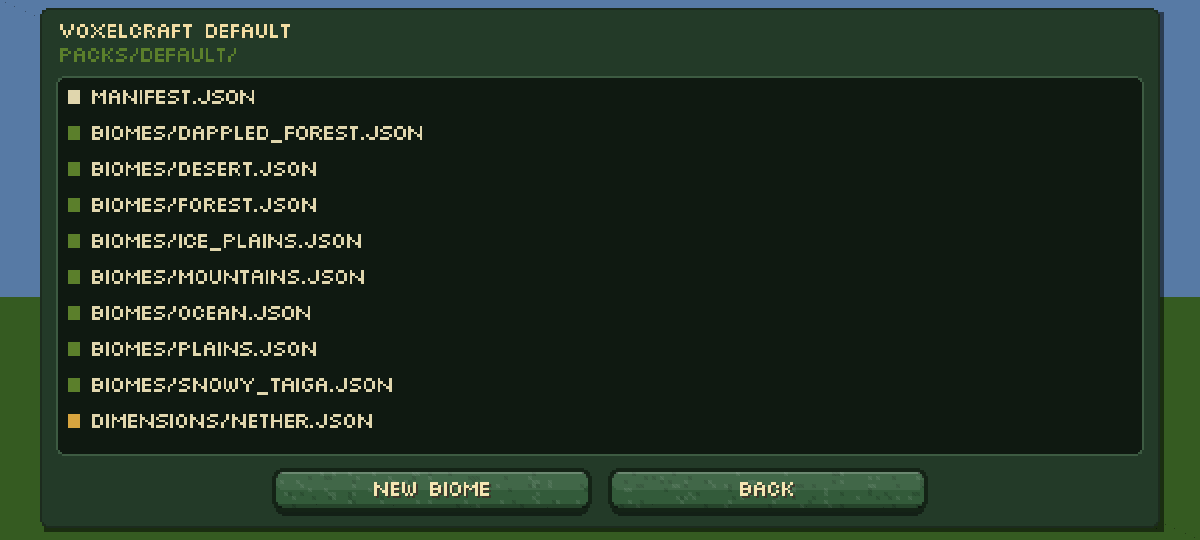 VOXELCRAFT DEFAULT
PACKS/DEFAULT/
MANIFEST.JSON
BIOMES/DAPPLED_FOREST.JSON
BIOMES/DESERT.JSON
BIOMES/FOREST.JSON
BIOMES/ICE_PLAINS.JSON
BIOMES/MOUNTAINS.JSON
BIOMES/OCEAN.JSON
BIOMES/PLAINS.JSON
BIOMES/SNOWY_TAIGA.JSON
DIMENSIONS/NETHER.JSON
NEW BIOME
BACK